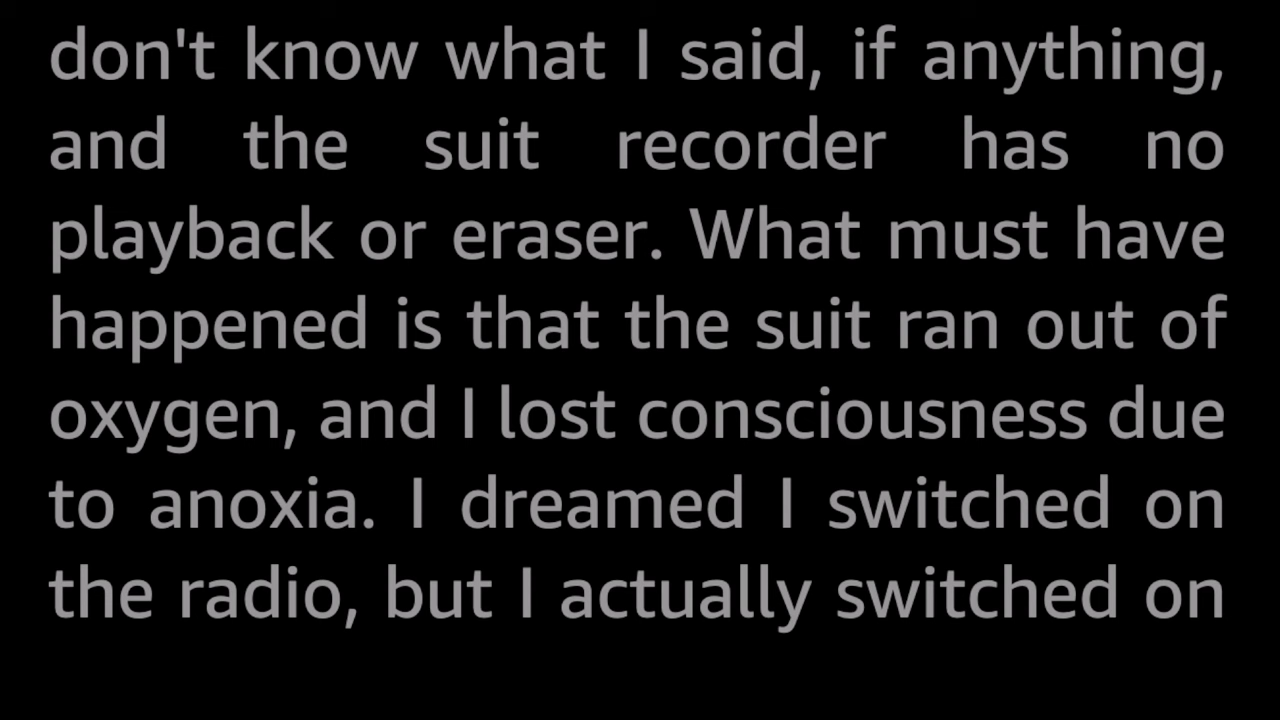 don't know what I said, if anything,
and the suit recorder has no
playback or eraser. What must have
happened is that the suit ran out of
oxygen, and I lost consciousness due
to anoxia. I dreamed I switched on
the radio, but I actually switched on